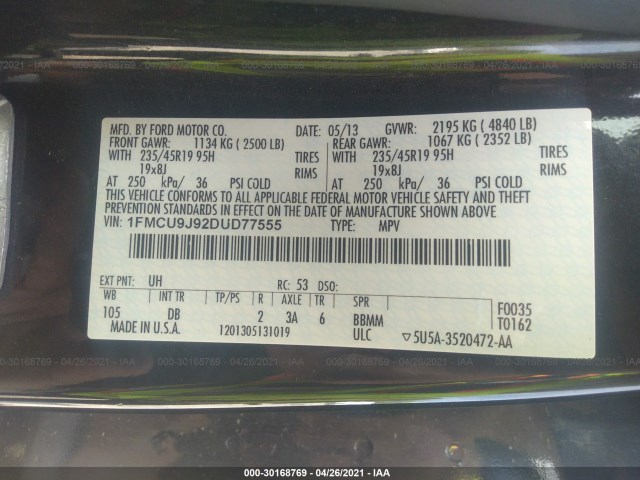 MFD. BY FORD MOTOR CO. DATE: 05/13 GVWR: 2195 KG ( 4840 LB)
FRONT GAWR: 1134 KG ( 2500 LB) REAR GAWR: 1067 KG ( 2352 LB)
WITH 235/45R19 95H TIRES WITH 235/45R19 95H TIRES
19x8J RIMS 19x8J RIMS
AT 250 kPa/ 36 PSI COLD AT 250 kPa/ 36 PSI COLD
THIS VEHICLE CONFORMS TO ALL APPLICABLE FEDERAL MOTOR VEHICLE SAFETY AND THEFT
PREVENTION STANDARDS IN EFFECT ON THE DATE OF MANUFACTURE SHOWN ABOVE.
VIN: 1FMCU9J92DUD77555 TYPE: MPV
EXT PNT: UH RC: 53 DSO:
WB INT TR TP/PS R AXLE TR SPR F0035
105 DB 2 3A 6 BBMM T0162
MADE IN U.S.A. 1201305131019 ULC ▽5U5A-3520472-AA
000-30168769 - 04/26/2021 - IAA